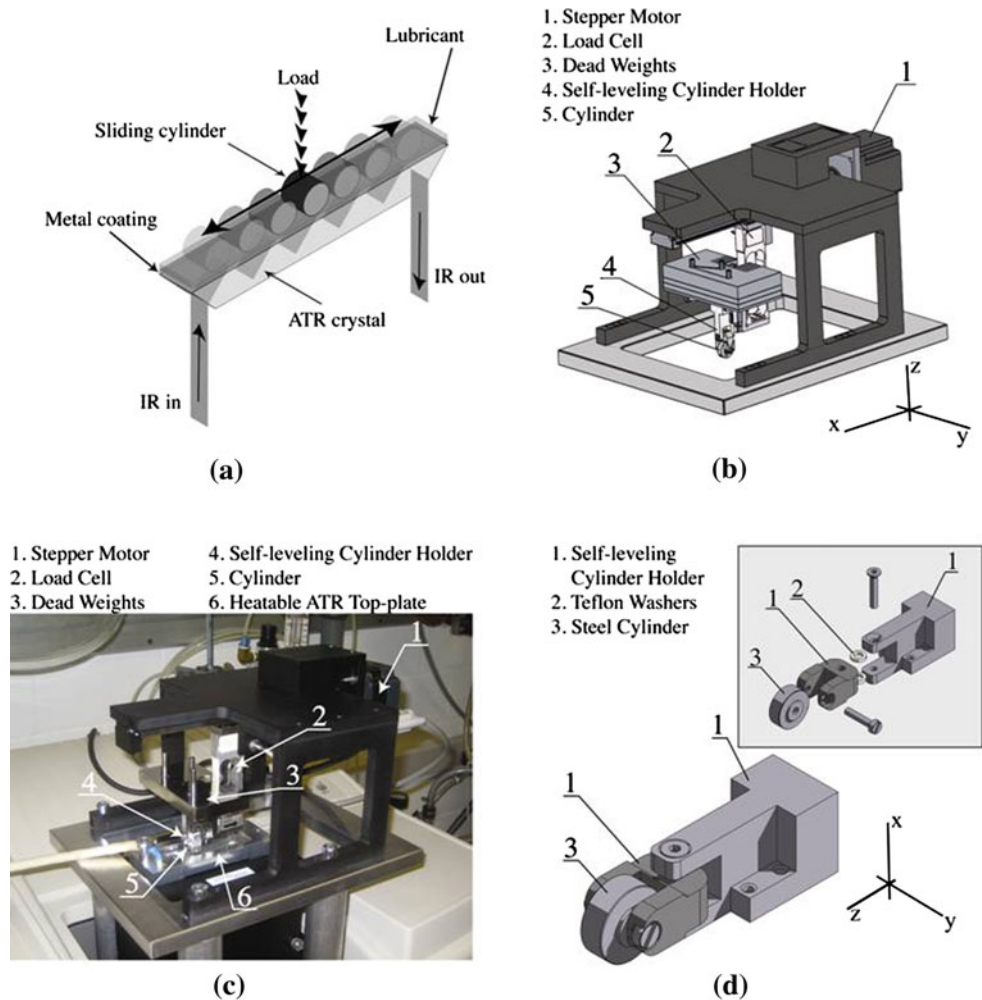 (a)
Lubricant
Load
Sliding cylinder
Metal coating
IR out
ATR crystal
IR in
(b)
1. Stepper Motor
2. Load Cell
3. Dead Weights
4. Self-leveling Cylinder Holder
5. Cylinder
1
2
3
4
5
z
x
y
(c)
1. Stepper Motor
2. Load Cell
3. Dead Weights
4. Self-leveling Cylinder Holder
5. Cylinder
6. Heatable ATR Top-plate
1
2
3
4
5
6
(d)
1. Self-leveling
Cylinder Holder
2. Teflon Washers
3. Steel Cylinder
1
2
1
3
1
1
3
x
z
y